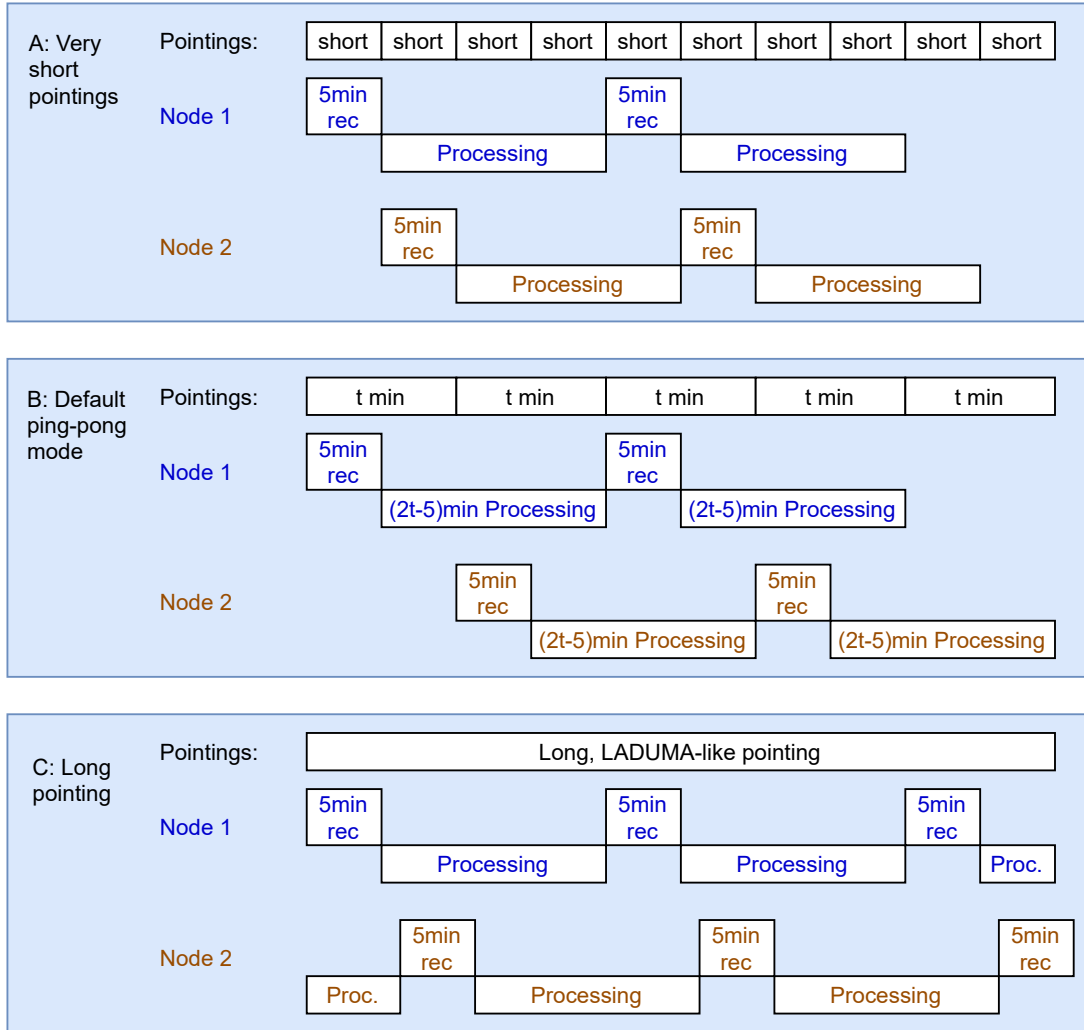 A: Very
short
pointings
Pointings:
short short short short short short short short short short
Node 1
5min
rec
5min
rec
Processing
Processing
Node 2
5min
rec
5min
rec
Processing
Processing
B: Default
ping-pong
mode
Pointings:
t min t min t min t min t min
Node 1
5min
rec
5min
rec
(2t-5)min Processing
(2t-5)min Processing
Node 2
5min
rec
5min
rec
(2t-5)min Processing
(2t-5)min Processing
C: Long
pointing
Pointings:
Long, LADUMA-like pointing
Node 1
5min
rec
5min
rec
5min
rec
Processing
Processing
Proc.
Node 2
5min
rec
5min
rec
5min
rec
Proc.
Processing
Processing